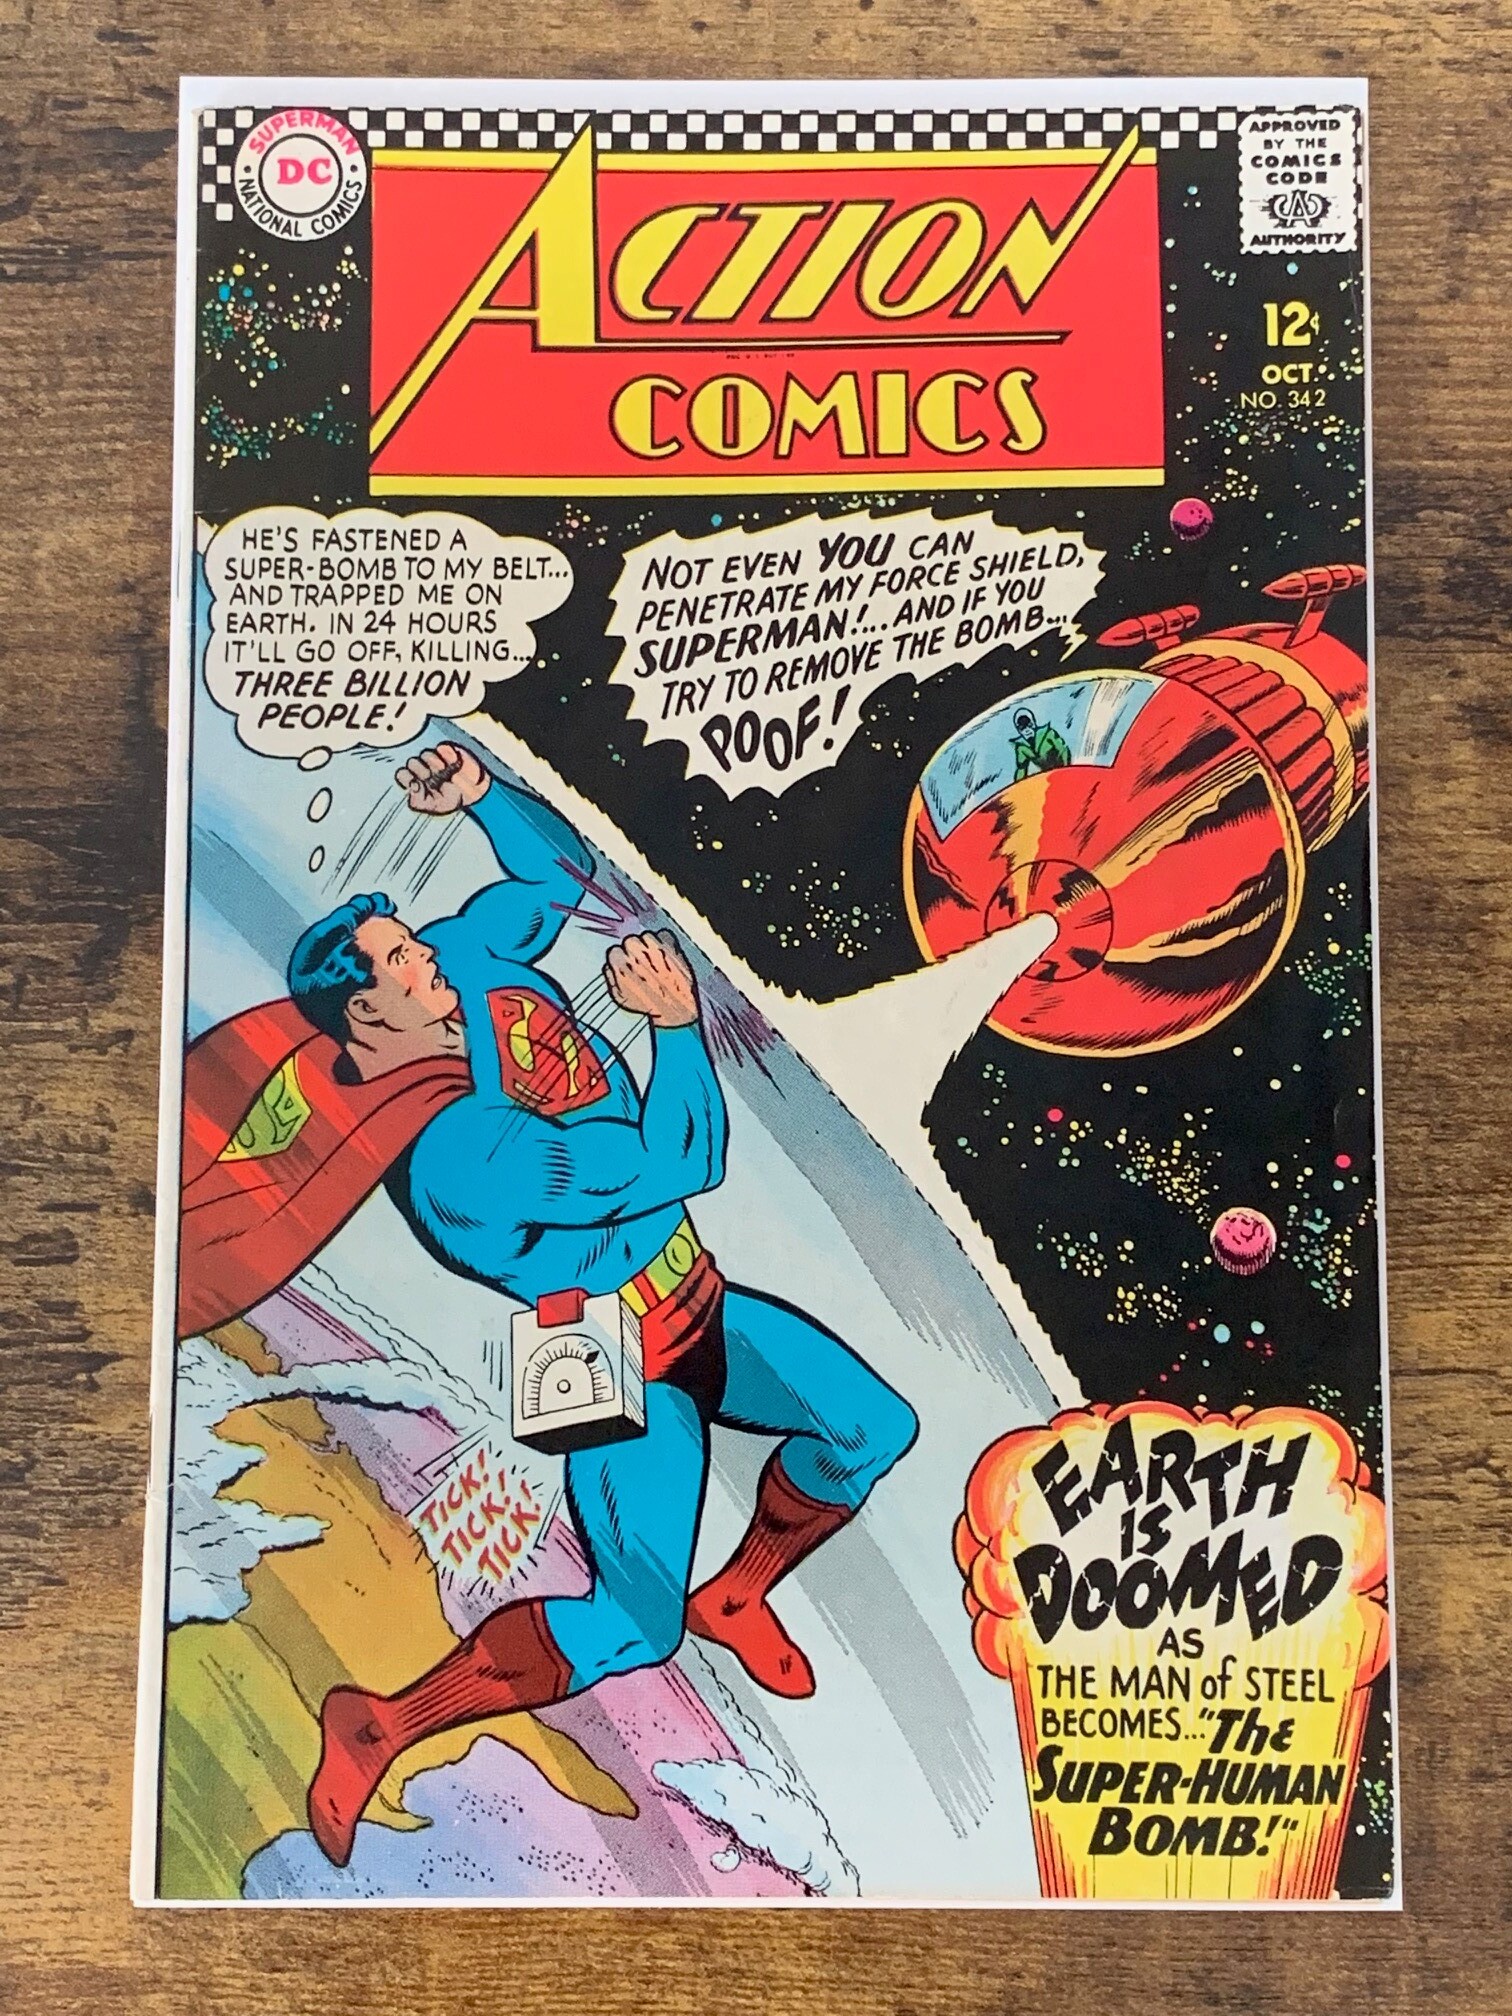 SUPERMAN
DC
NATIONAL COMICS
ACTION
COMICS
APPROVED
BY THE
COMICS
CODE
CA
AUTHORITY
12¢
OCT.
NO. 342
HE'S FASTENED A
SUPER-BOMB TO MY BELT...
AND TRAPPED ME ON
EARTH. IN 24 HOURS
IT'LL GO OFF, KILLING...
THREE BILLION
PEOPLE!
NOT EVEN YOU CAN
PENETRATE MY FORCE SHIELD,
SUPERMAN!...AND IF YOU
TRY TO REMOVE THE BOMB...
POOF!
S
TICK!
TICK!
TICK!
EARTH
IS
DOOMED
AS
THE MAN of STEEL
BECOMES..."The
SUPER-HUMAN
BOMB!"